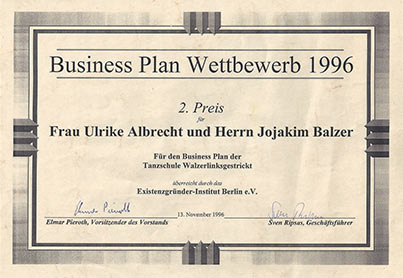 Business Plan Wettbewerb 1996
2. Preis
für
Frau Ulrike Albrecht und Herrn Jojakim Balzer
Für den Business Plan der
Tanzschule Walzerlinksgestrickt
überreicht durch das
Existenzgründer-Institut Berlin e.V.
13. November 1996
Elmar Pieroth, Vorsitzender des Vorstands
Sven Ripsas, Geschäftsführer